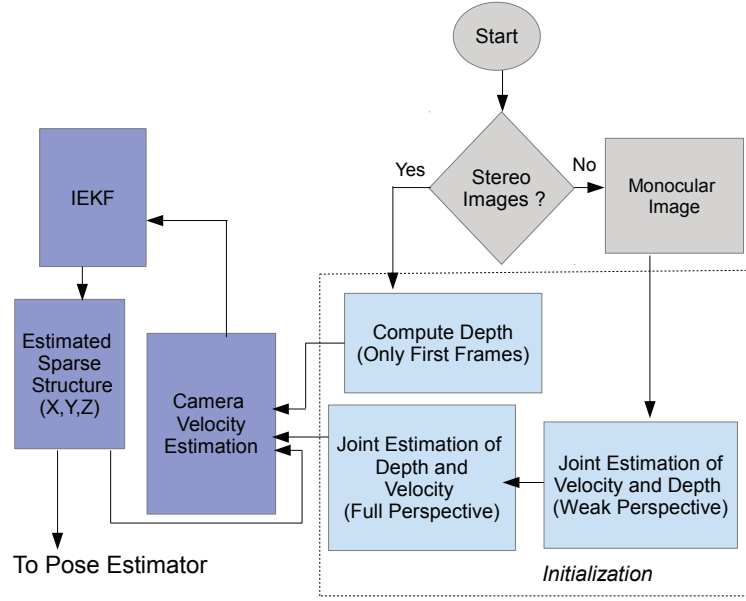 Start
Yes
Stereo
Images ?
No
Monocular
Image
IEKF
Estimated
Sparse
Structure
(X,Y,Z)
Camera
Velocity
Estimation
Compute Depth
(Only First Frames)
Joint Estimation of
Depth and
Velocity
(Full Perspective)
Joint Estimation of
Velocity and Depth
(Weak Perspective)
To Pose Estimator
Initialization